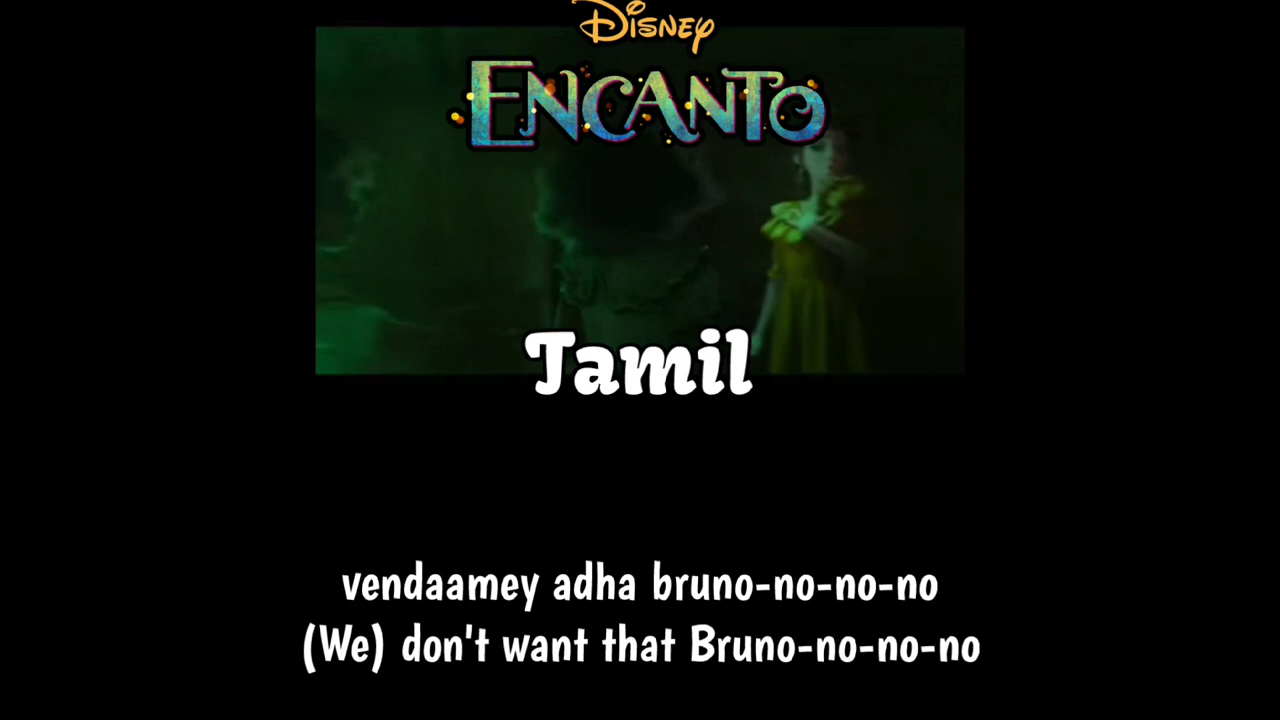 Disney
ENCANTO
Tamil
vendaamey adha bruno-no-no-no
(We) don't want that Bruno-no-no-no